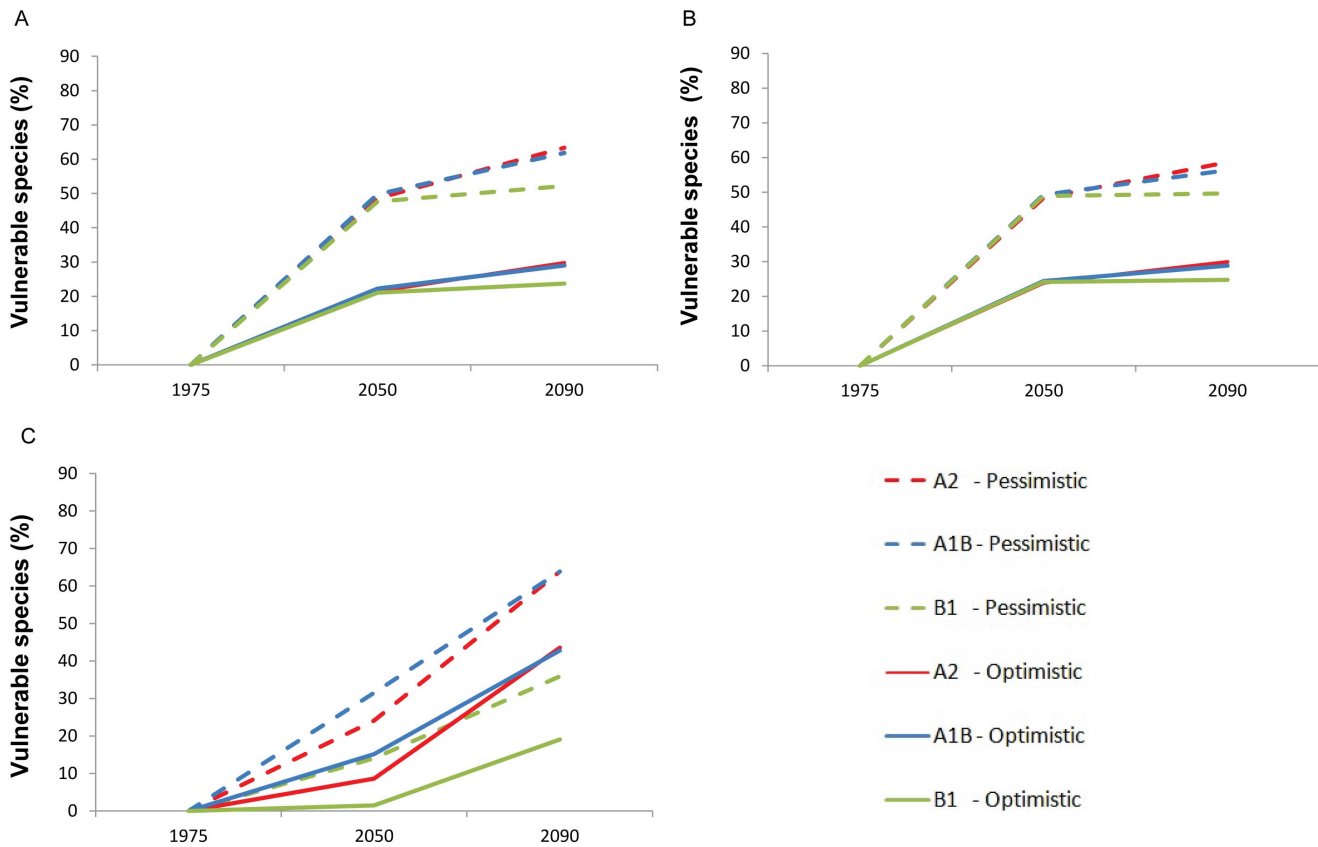 A
Vulnerable species (%)
90
80
70
60
50
40
30
20
10
0
1975 2050 2090
B
Vulnerable species (%)
90
80
70
60
50
40
30
20
10
0
1975 2050 2090
C
Vulnerable species (%)
90
80
70
60
50
40
30
20
10
0
1975 2050 2090
A2 - Pessimistic
A1B - Pessimistic
B1 - Pessimistic
A2 - Optimistic
A1B - Optimistic
B1 - Optimistic